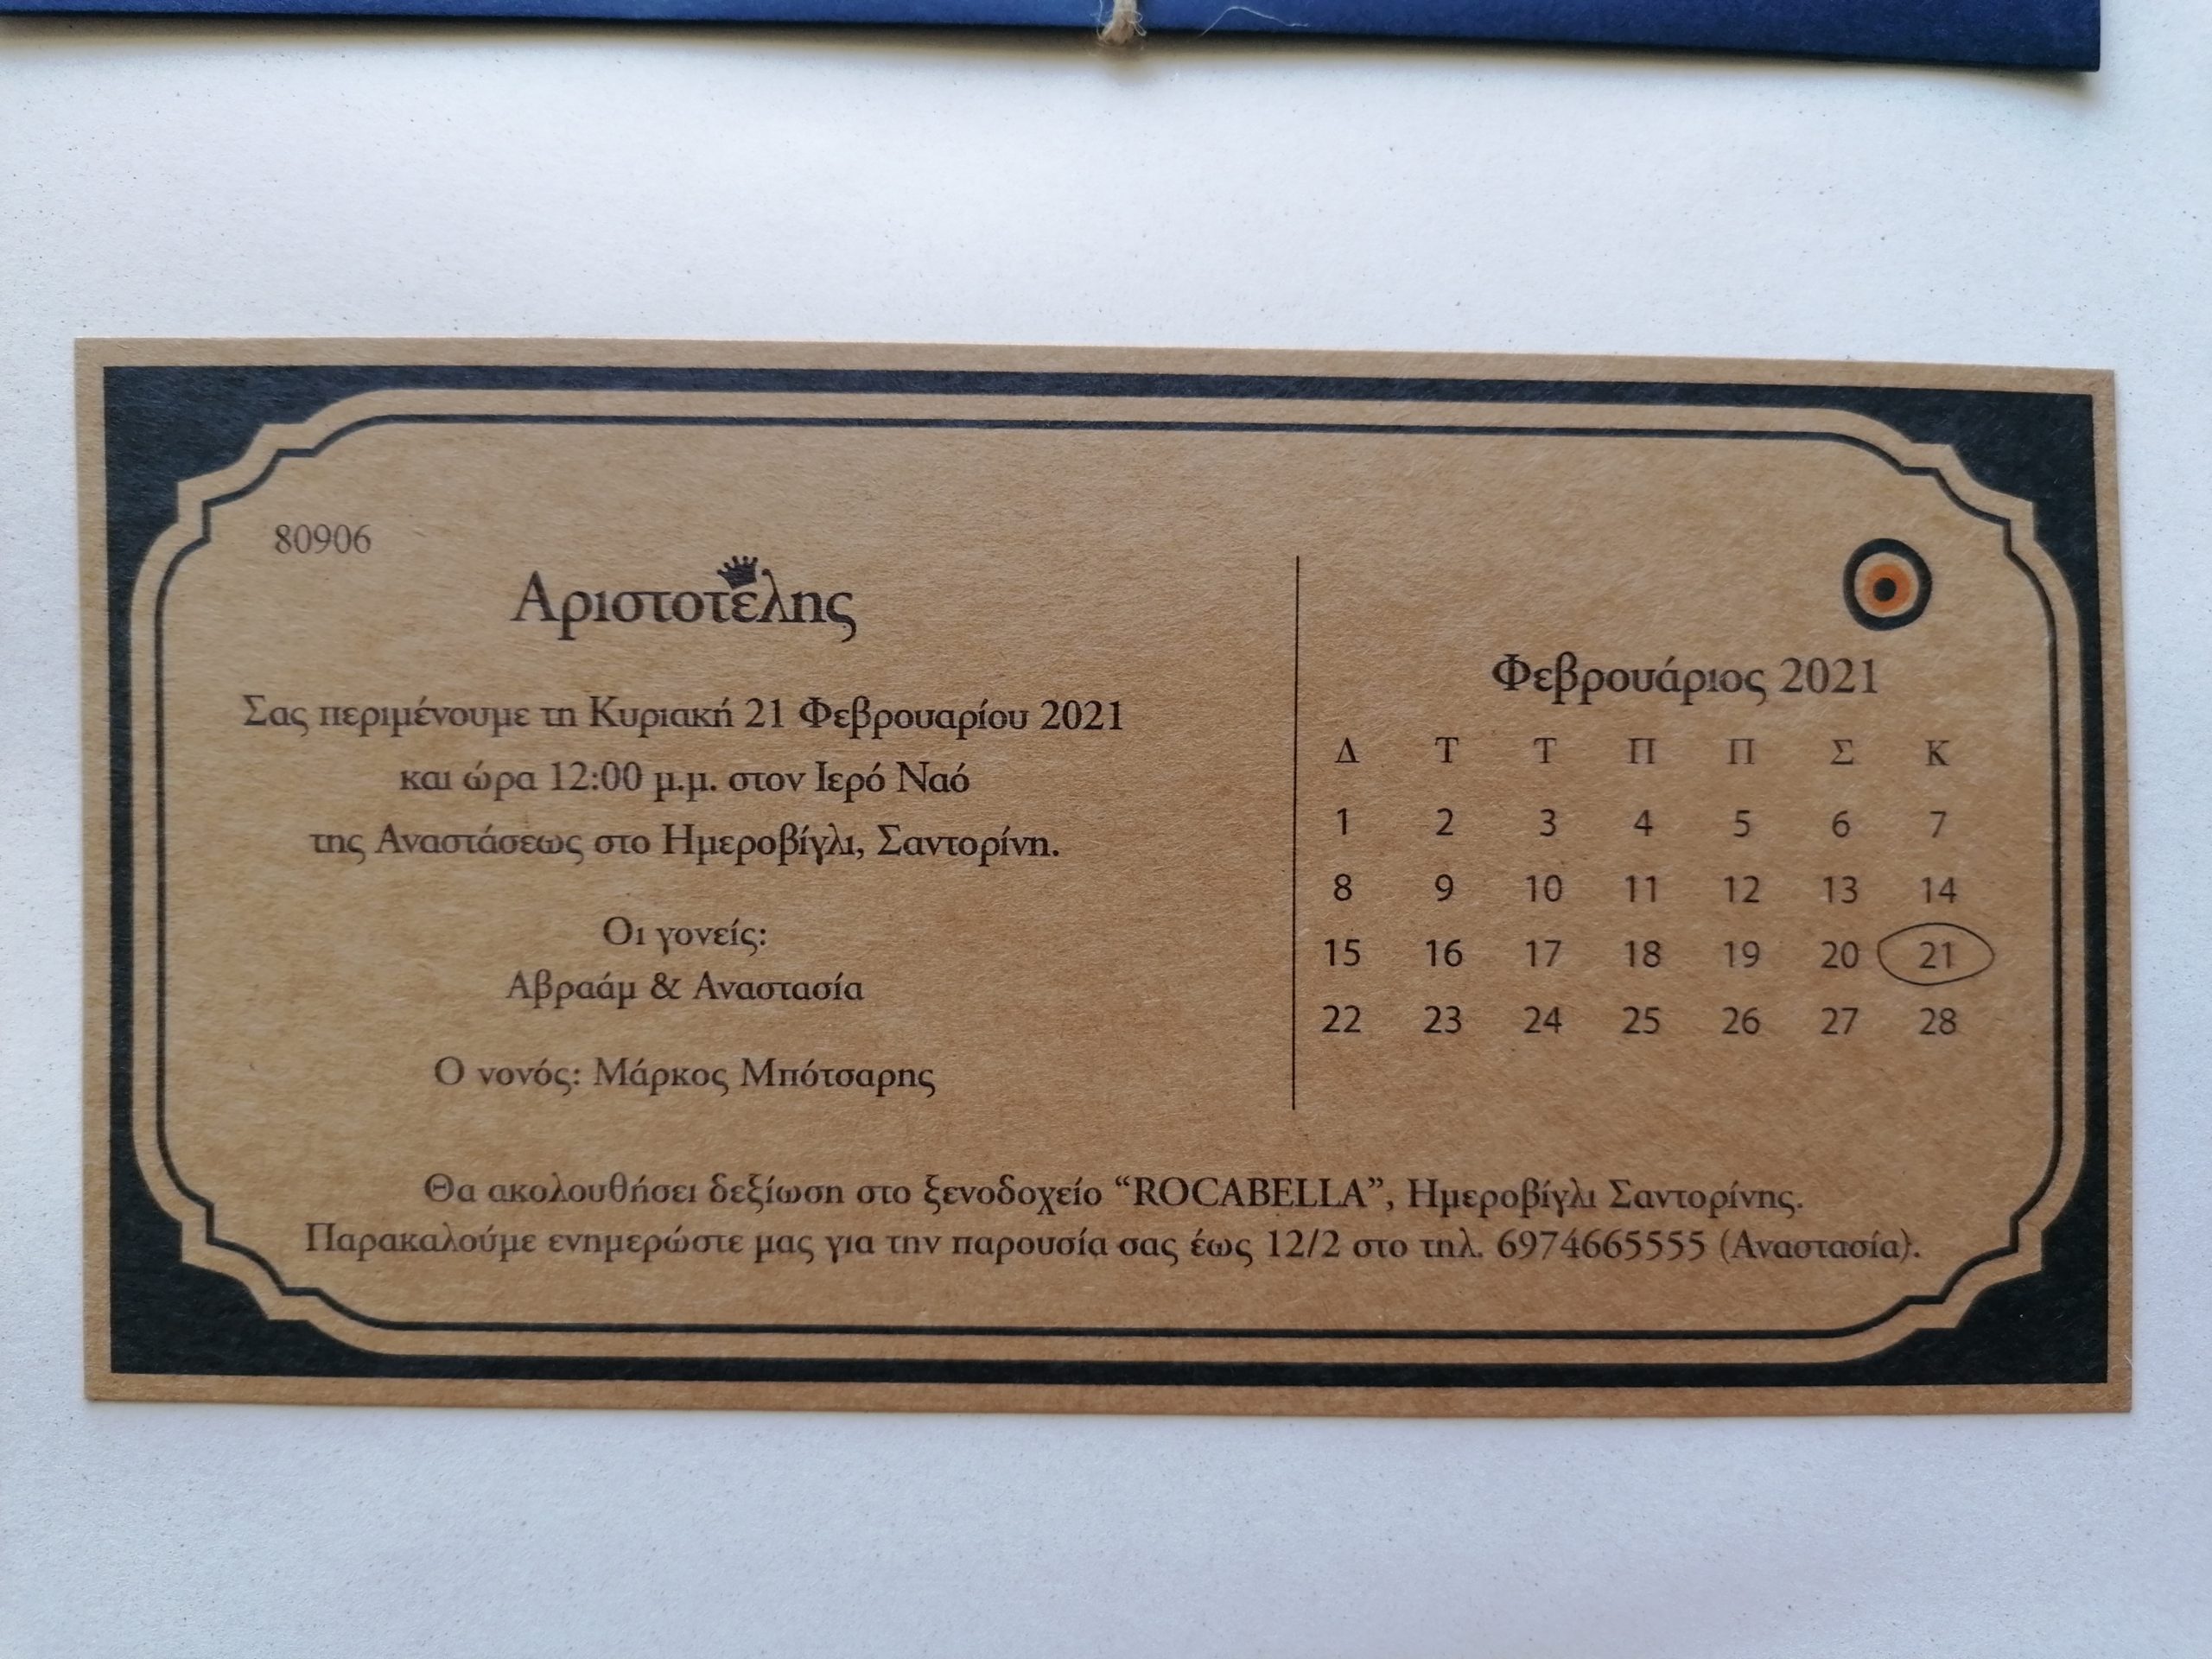 80906
Αριστοτέλης
Σας περιμένουμε τη Κυριακή 21 Φεβρουαρίου 2021
και ώρα 12:00 μ.μ. στον Ιερό Ναό
της Αναστάσεως στο Ημεροβίγλι, Σαντορίνη.
Οι γονείς:
Αβραάμ & Αναστασία
Ο νονός: Μάρκος Μπότσαρης
Φεβρουάριος 2021
Δ Τ Τ Π Π Σ Κ
1 2 3 4 5 6 7
8 9 10 11 12 13 14
15 16 17 18 19 20 21
22 23 24 25 26 27 28
Θα ακολουθήσει δεξίωση στο ξενοδοχείο “ROCABELLA”, Ημεροβίγλι Σαντορίνης.
Παρακαλούμε ενημερώστε μας για την παρουσία σας έως 12/2 στο τηλ. 6974665555 (Αναστασία).